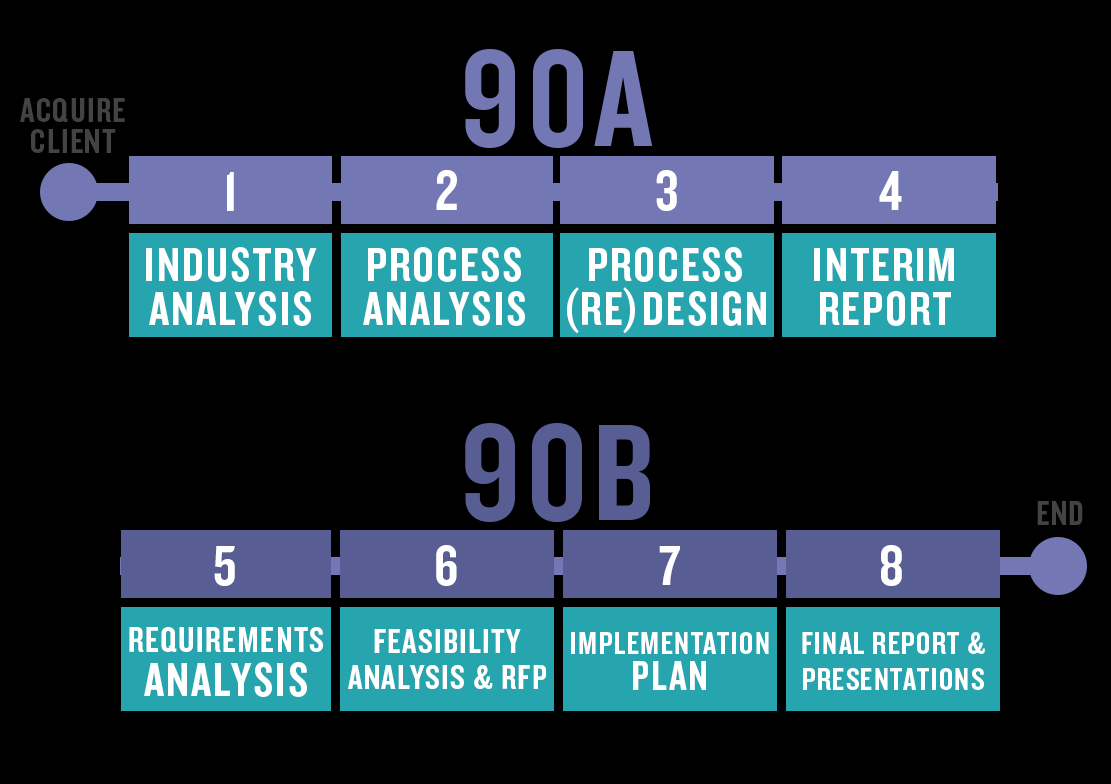 90A
ACQUIRE
CLIENT
1
2
3
4
INDUSTRY
ANALYSIS
PROCESS
ANALYSIS
PROCESS
(RE)DESIGN
INTERIM
REPORT
90B
END
5
6
7
8
REQUIREMENTS
ANALYSIS
FEASIBILITY
ANALYSIS & RFP
IMPLEMENTATION
PLAN
FINAL REPORT &
PRESENTATIONS